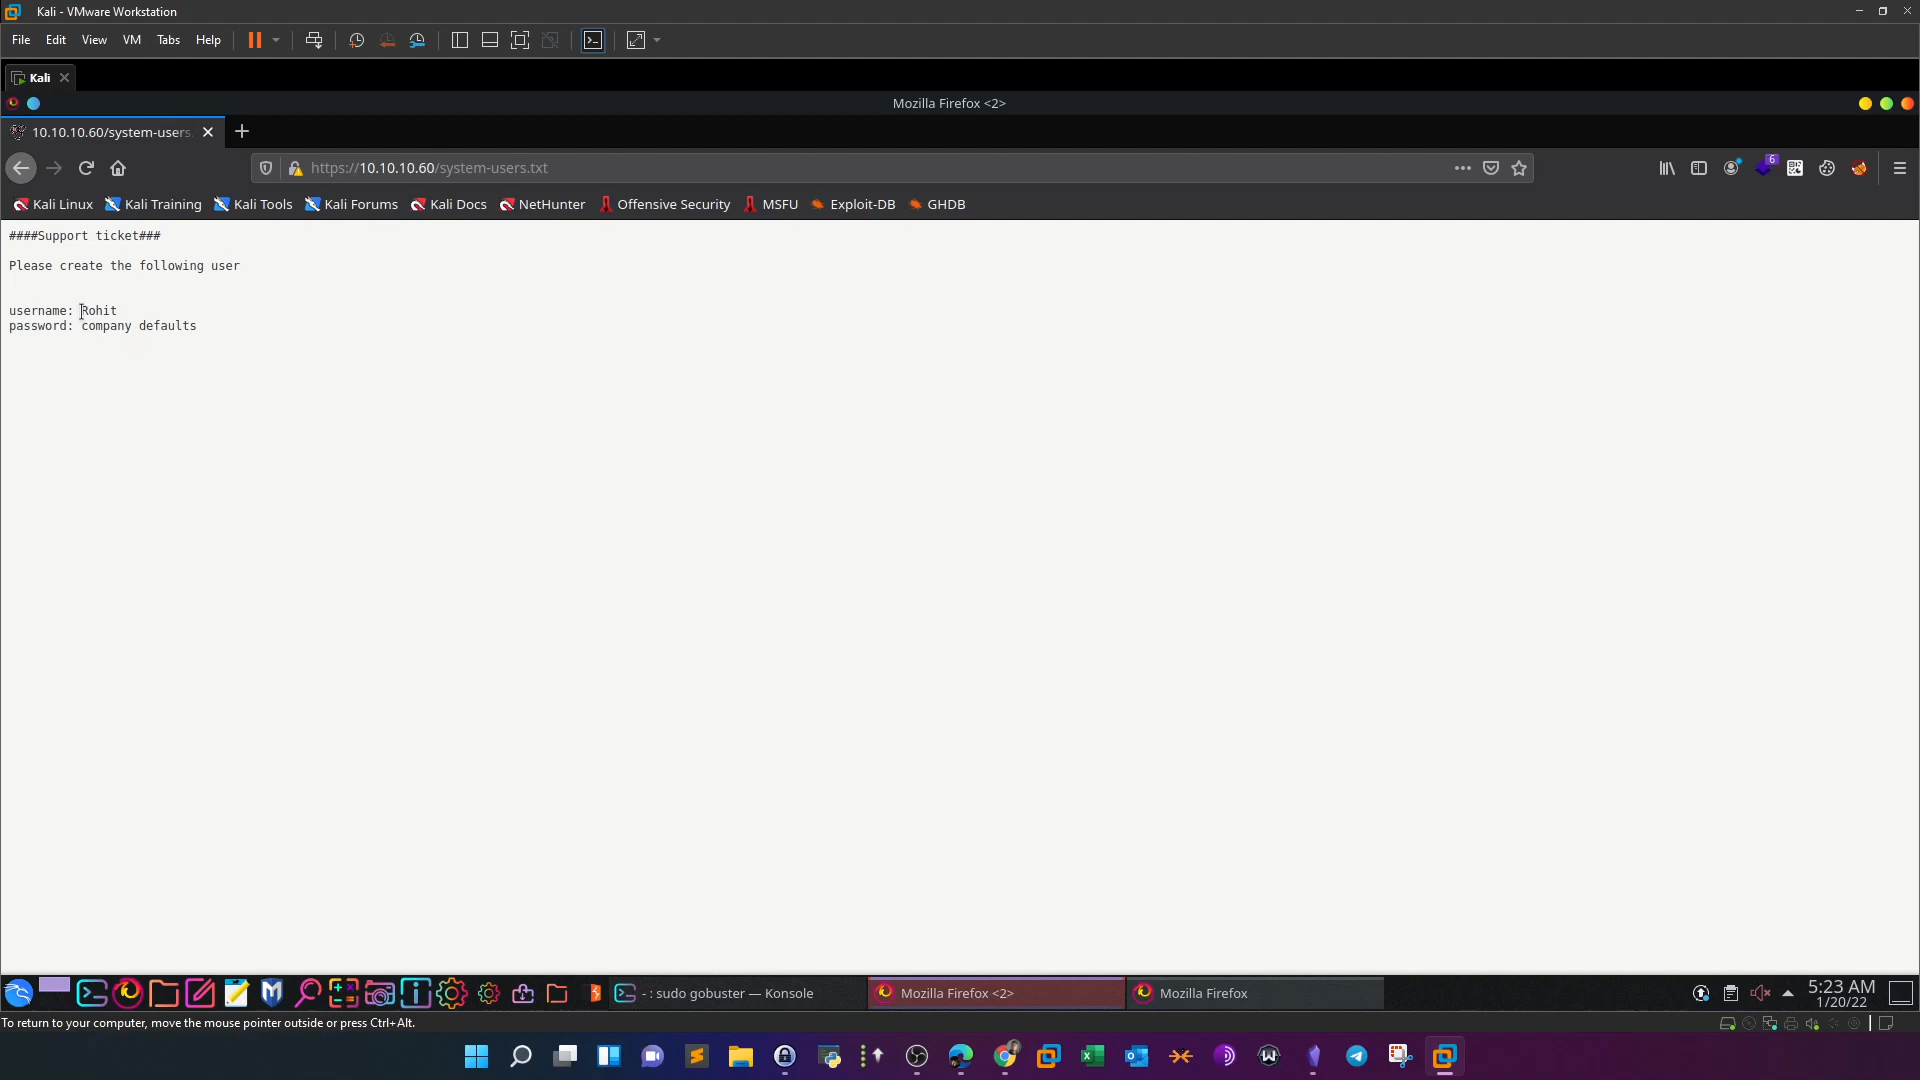 Kali - VMware Workstation
File Edit View VM Tabs Help
Kali
Mozilla Firefox <2>
10.10.10.60/system-users.
https://10.10.10.60/system-users.txt
6
Kali Linux Kali Training Kali Tools Kali Forums Kali Docs NetHunter Offensive Security MSFU Exploit-DB GHDB
####Support ticket###
Please create the following user
username: Rohit
password: company defaults
- : sudo gobuster — Konsole
Mozilla Firefox <2>
Mozilla Firefox
5:23 AM
1/20/22
To return to your computer, move the mouse pointer outside or press Ctrl+Alt.